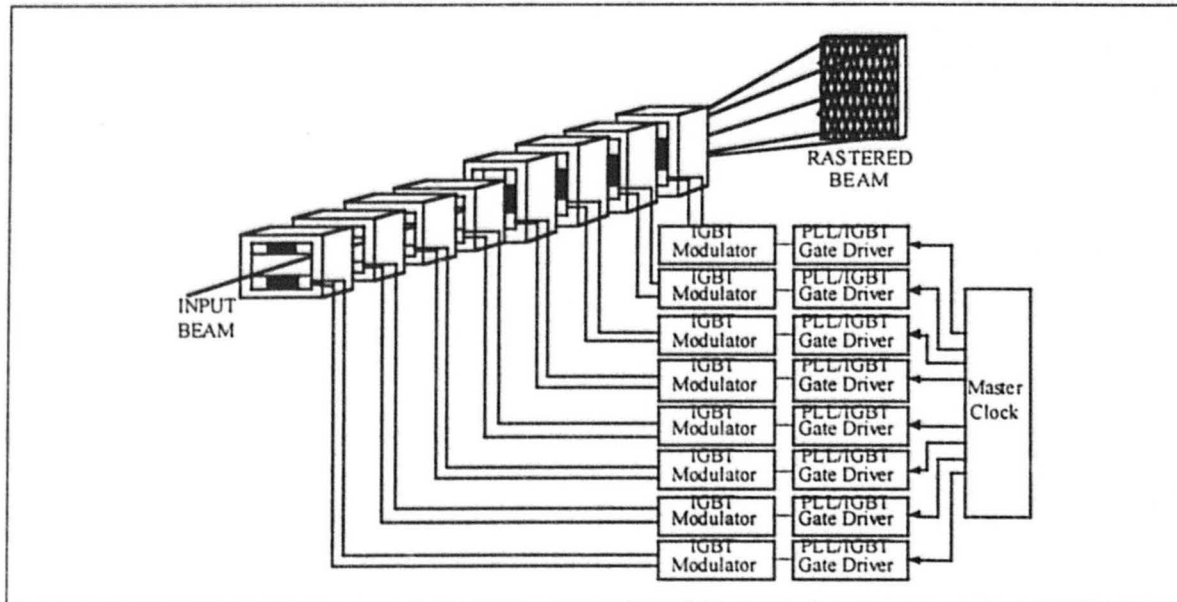 RASTERED
BEAM
INPUT
BEAM
IGBT
Modulator
PLL/IGBT
Gate Driver
IGBT
Modulator
PLL/IGBT
Gate Driver
IGBT
Modulator
PLL/IGBT
Gate Driver
IGBT
Modulator
PLL/IGBT
Gate Driver
IGBT
Modulator
PLL/IGBT
Gate Driver
IGBT
Modulator
PLL/IGBT
Gate Driver
IGBT
Modulator
PLL/IGBT
Gate Driver
IGBT
Modulator
PLL/IGBT
Gate Driver
Master
Clock